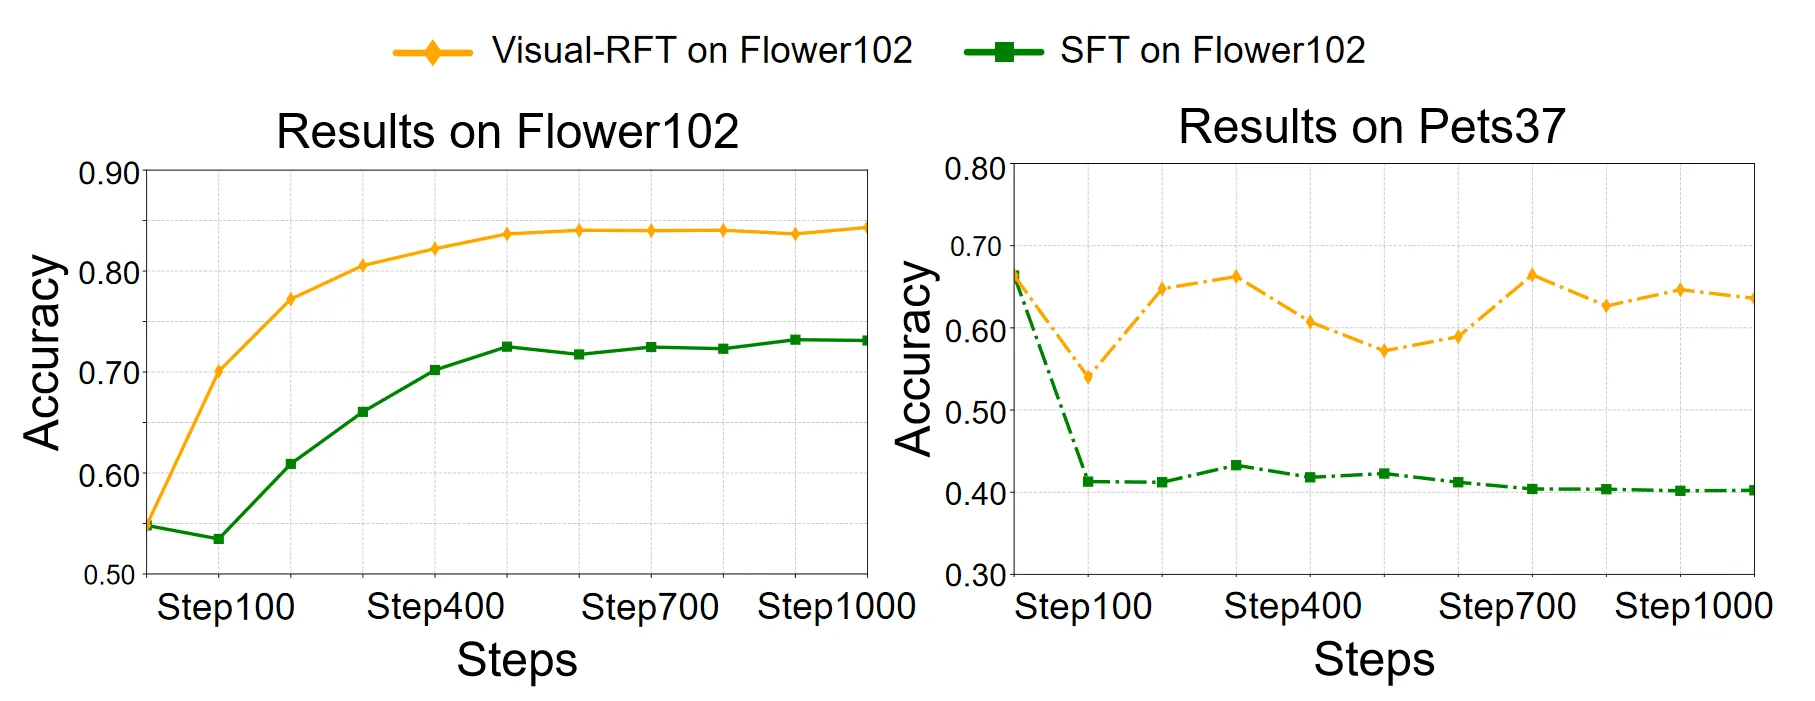 Visual-RFT on Flower102
SFT on Flower102
Results on Flower102
0.90
0.80
0.70
0.60
0.50
Accuracy
Step100
Step400
Step700
Step1000
Steps
Results on Pets37
0.80
0.70
0.60
0.50
0.40
0.30
Accuracy
Step100
Step400
Step700
Step1000
Steps